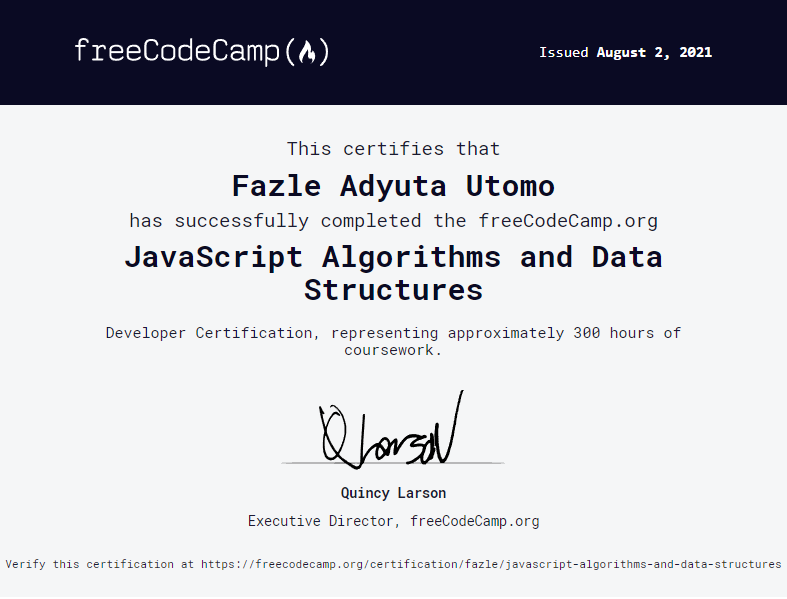 freeCodeCamp(🔥)
Issued August 2, 2021
This certifies that
Fazle Adyuta Utomo
has successfully completed the freeCodeCamp.org
JavaScript Algorithms and Data
Structures
Developer Certification, representing approximately 300 hours of
coursework.
Q Larson
Quincy Larson
Executive Director, freeCodeCamp.org
Verify this certification at https://freecodecamp.org/certification/fazle/javascript-algorithms-and-data-structures